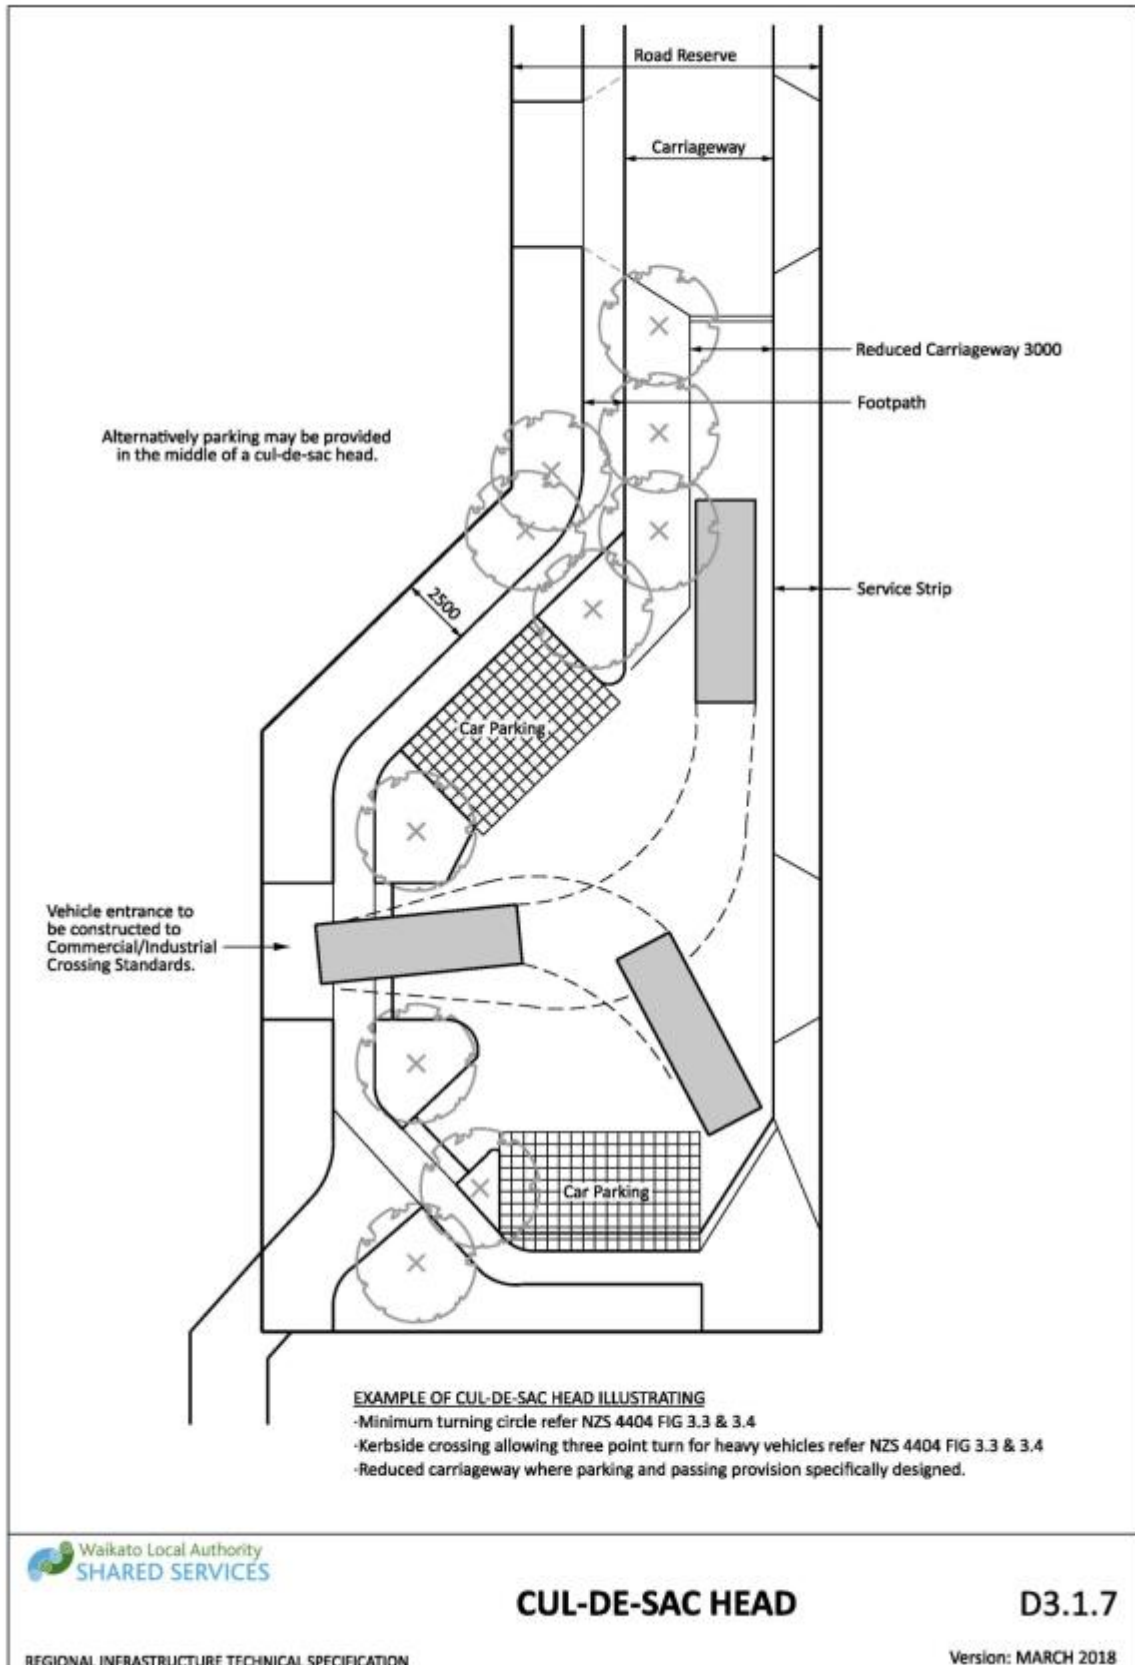 Road Reserve
Carriageway
Reduced Carriageway 3000
Footpath
Alternatively parking may be provided
in the middle of a cul-de-sac head.
2500
Service Strip
Car Parking
Vehicle entrance to
be constructed to
Commercial/Industrial
Crossing Standards.
Car Parking
EXAMPLE OF CUL-DE-SAC HEAD ILLUSTRATING
·Minimum turning circle refer NZS 4404 FIG 3.3 & 3.4
·Kerbside crossing allowing three point turn for heavy vehicles refer NZS 4404 FIG 3.3 & 3.4
·Reduced carriageway where parking and passing provision specifically designed.
Waikato Local Authority
SHARED SERVICES
CUL-DE-SAC HEAD
D3.1.7
REGIONAL INFRASTRUCTURE TECHNICAL SPECIFICATION
Version: MARCH 2018